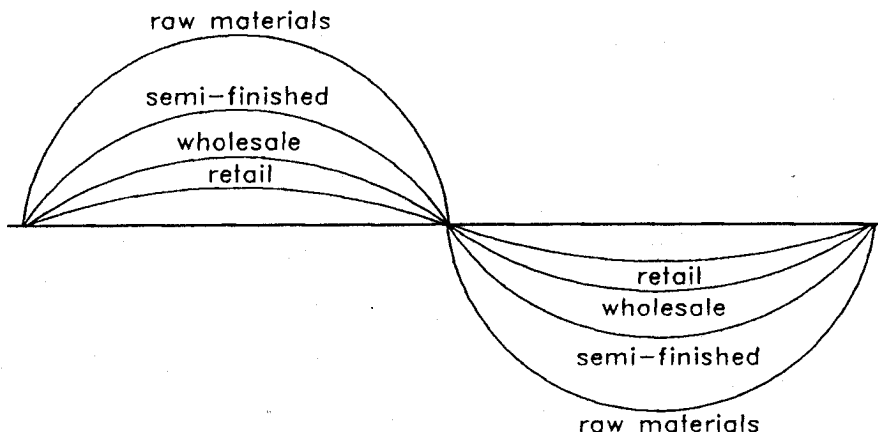 raw materials
semi-finished
wholesale
retail
retail
wholesale
semi-finished
raw materials